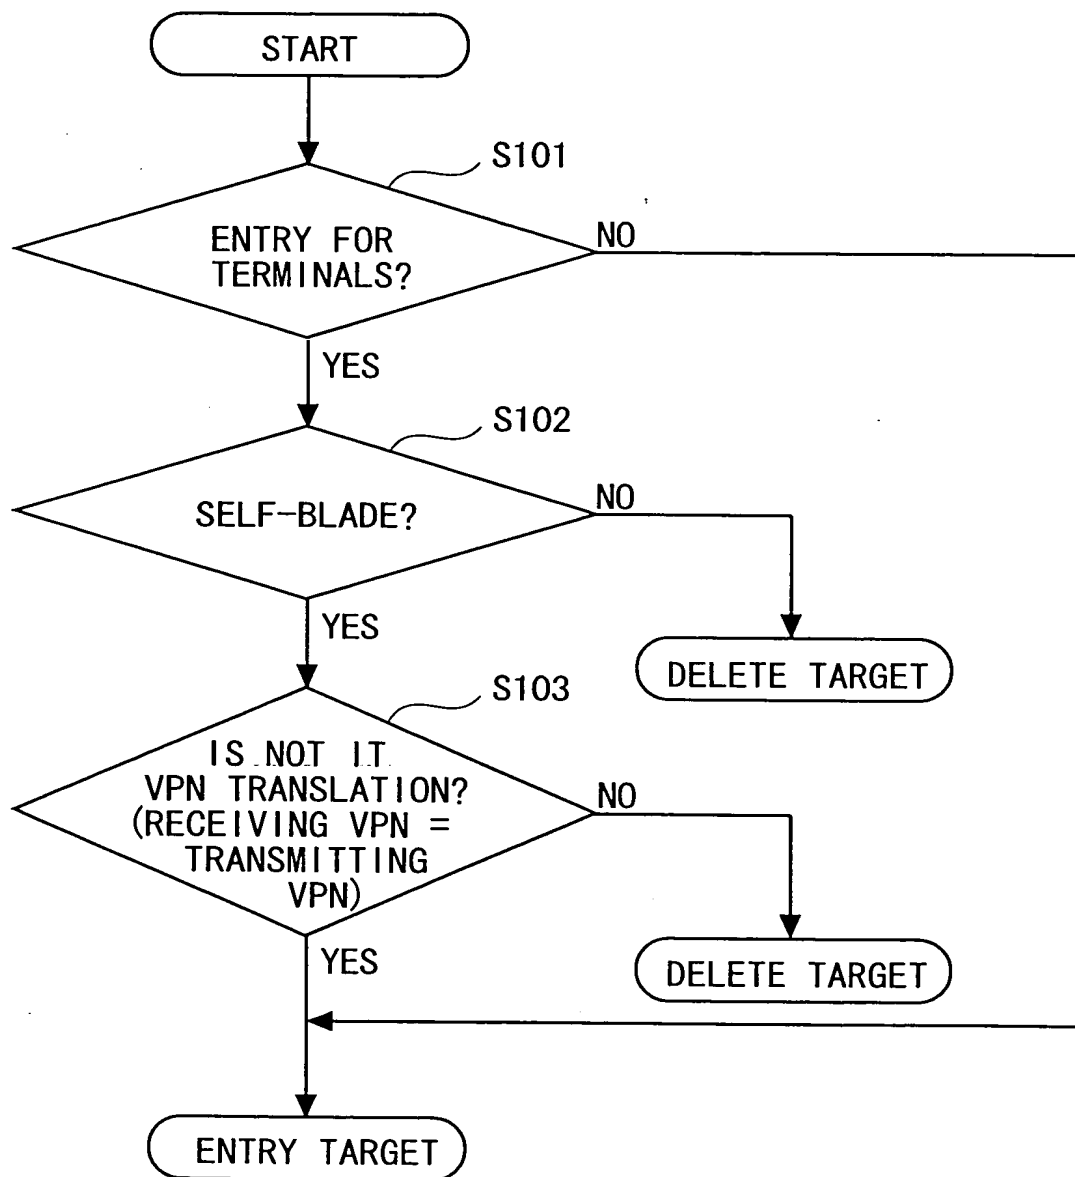 START
S101
ENTRY FOR
TERMINALS?
NO
YES
S102
SELF-BLADE?
NO
YES
DELETE TARGET
S103
IS NOT IT
VPN TRANSLATION?
(RECEIVING VPN =
TRANSMITTING
VPN)
NO
YES
DELETE TARGET
ENTRY TARGET